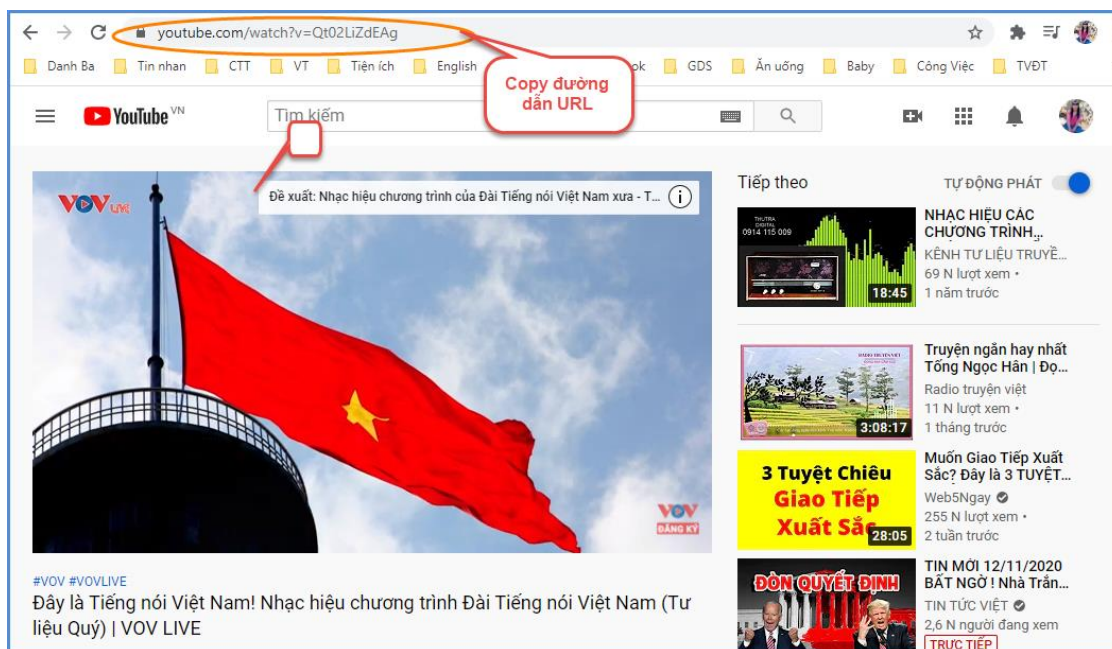 youtube.com/watch?v=Qt02LiZdEAg
Danh Ba Tin nhan CTT VT Tiện ích English ok GDS Ăn uống Baby Công Việc TVĐT
Copy đường
dẫn URL
YouTube VN
Tìm kiếm
VOV LIVE
Đề xuất: Nhạc hiệu chương trình của Đài Tiếng nói Việt Nam xưa - T...
VOV
ĐĂNG KÝ
#VOV #VOVLIVE
Đây là Tiếng nói Việt Nam! Nhạc hiệu chương trình Đài Tiếng nói Việt Nam (Tư
liệu Quý) | VOV LIVE
Tiếp theo
TỰ ĐỘNG PHÁT
THUTRA
DIGITAL
0914 115 009
18:45
NHẠC HIỆU CÁC
CHƯƠNG TRÌNH...
KÊNH TƯ LIỆU TRUYỀ...
69 N lượt xem •
1 năm trước
3:08:17
Truyện ngắn hay nhất
Tống Ngọc Hân | Đọ...
Radio truyện việt
11 N lượt xem •
1 tháng trước
3 Tuyệt Chiêu
Giao Tiếp
Xuất Sắc
28:05
Muốn Giao Tiếp Xuất
Sắc? Đây là 3 TUYỆT...
Web5Ngay
255 N lượt xem •
2 tuần trước
ĐÒN QUYẾT ĐỊNH
TIN MỚI 12/11/2020
BẤT NGỜ ! Nhà Trắn...
TIN TỨC VIỆT
2,6 N người đang xem
TRỰC TIẾP